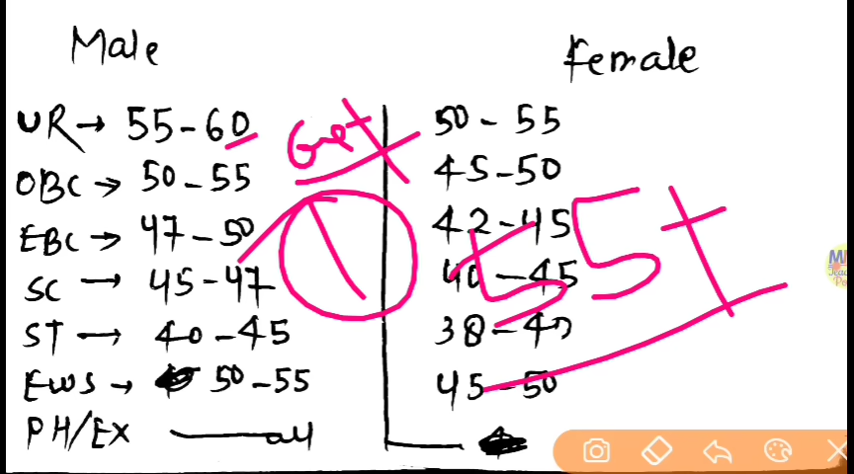 Male Female
UR→ 55-60 50-55
OBC→ 50-55 45-50
EBC→ 47-50 42-45
SC → 45-47 40-45
ST → 40-45 38-40
EWS→ 50-55 45-50
PH/EX
55+